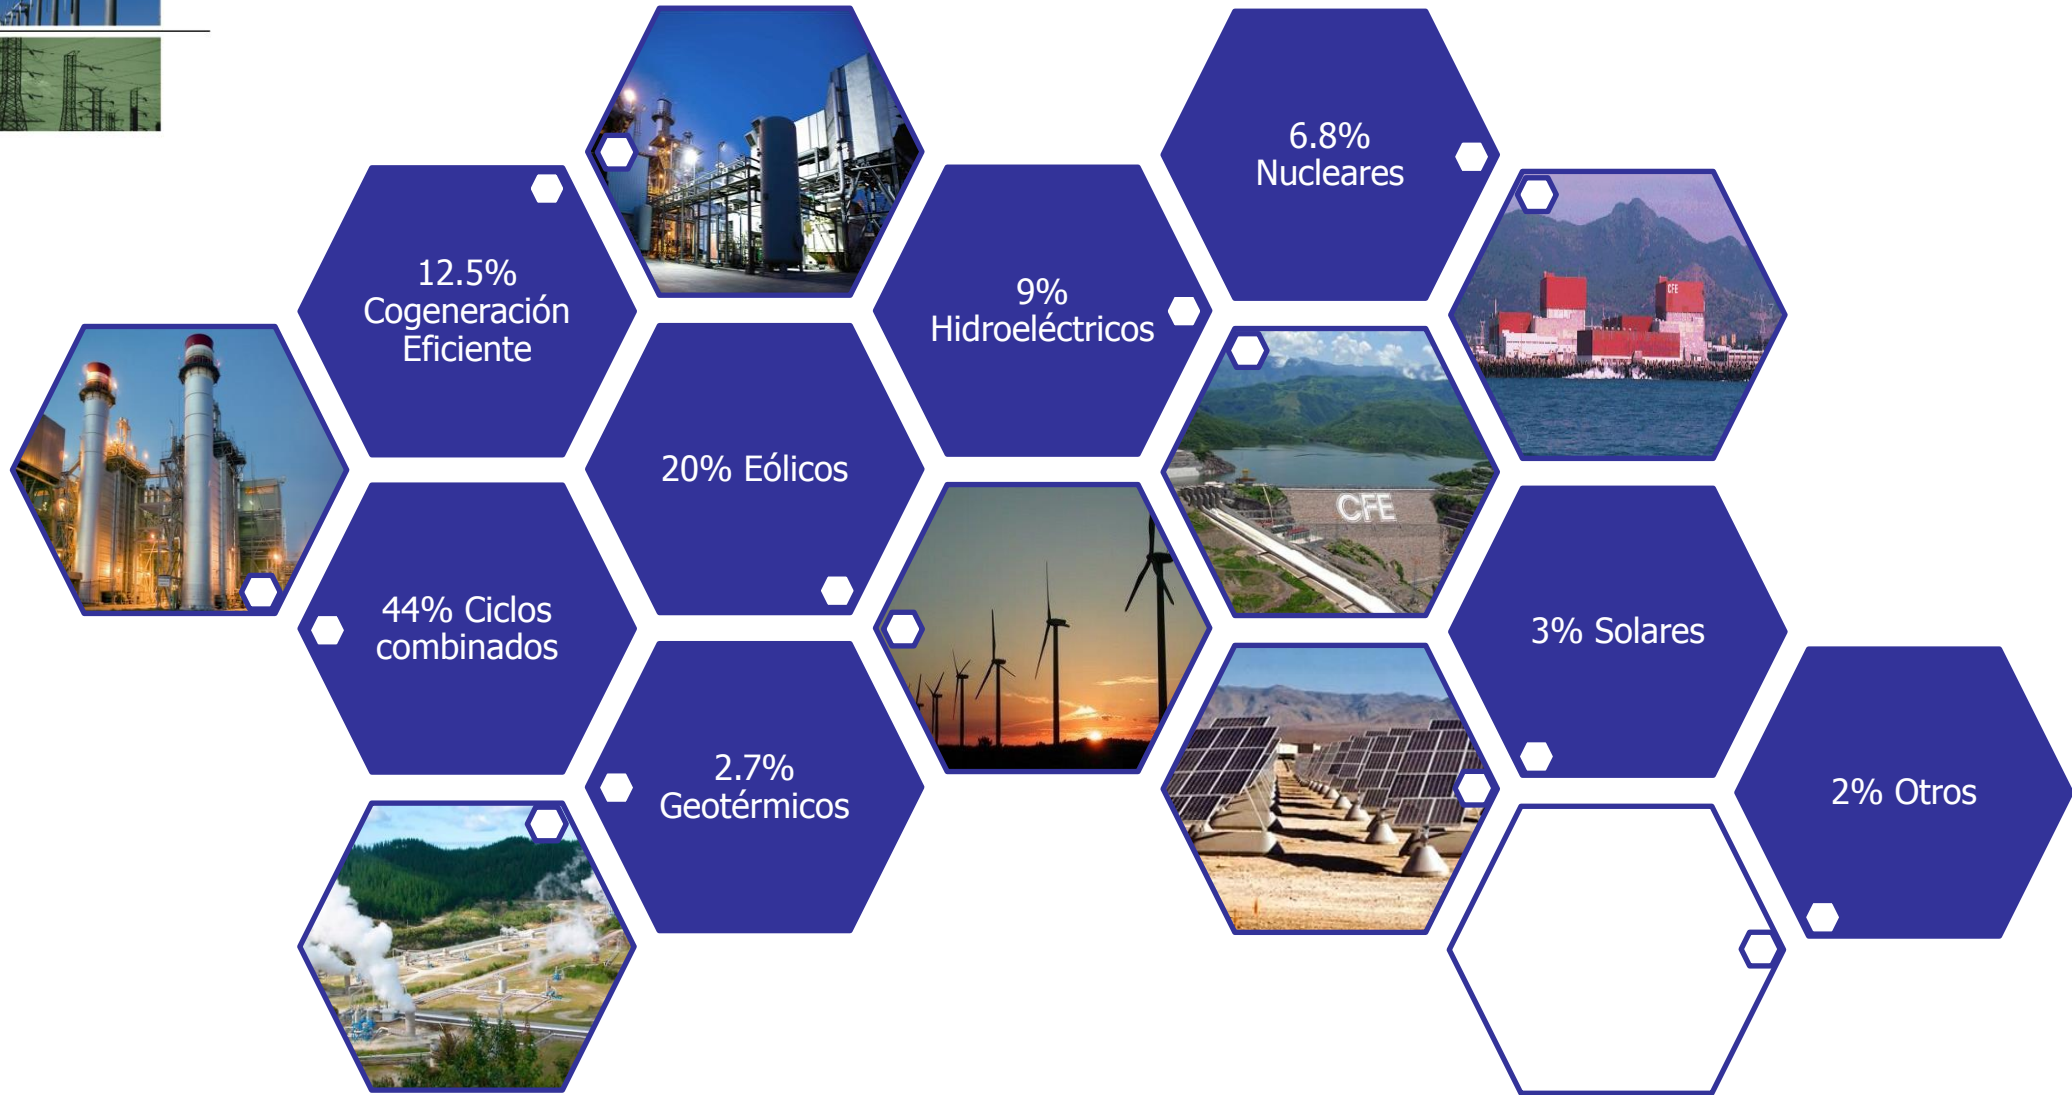 6.8%
Nucleares
12.5%
Cogeneración
Eficiente
9%
Hidroeléctricos
CFE
20% Eólicos
CFE
44% Ciclos
combinados
3% Solares
2.7%
Geotérmicos
2% Otros